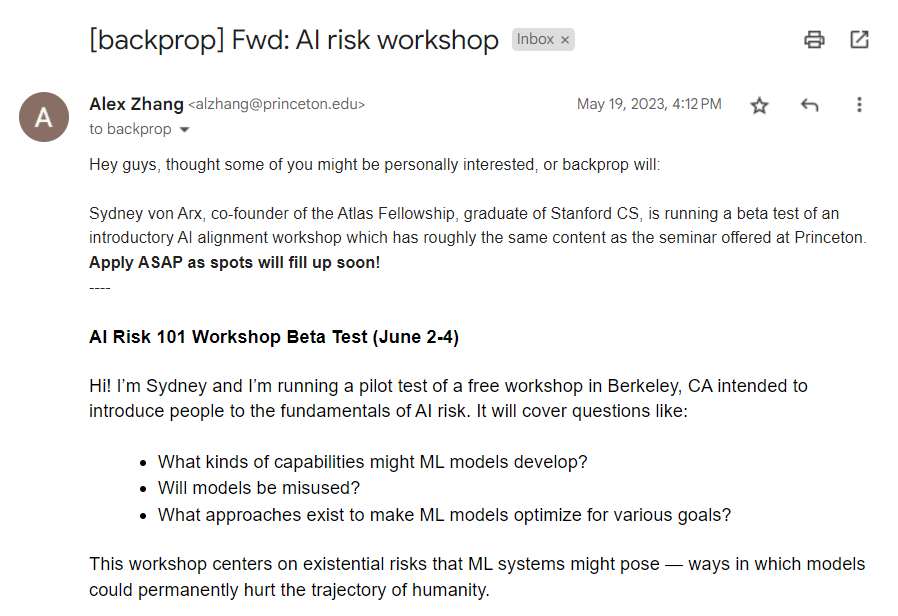 [backprop] Fwd: AI risk workshop Inbox ×
A
Alex Zhang <alzhang@princeton.edu> May 19, 2023, 4:12 PM
to backprop
Hey guys, thought some of you might be personally interested, or backprop will:
Sydney von Arx, co-founder of the Atlas Fellowship, graduate of Stanford CS, is running a beta test of an
introductory AI alignment workshop which has roughly the same content as the seminar offered at Princeton.
Apply ASAP as spots will fill up soon!
----
AI Risk 101 Workshop Beta Test (June 2-4)
Hi! I’m Sydney and I’m running a pilot test of a free workshop in Berkeley, CA intended to
introduce people to the fundamentals of AI risk. It will cover questions like:
• What kinds of capabilities might ML models develop?
• Will models be misused?
• What approaches exist to make ML models optimize for various goals?
This workshop centers on existential risks that ML systems might pose — ways in which models
could permanently hurt the trajectory of humanity.